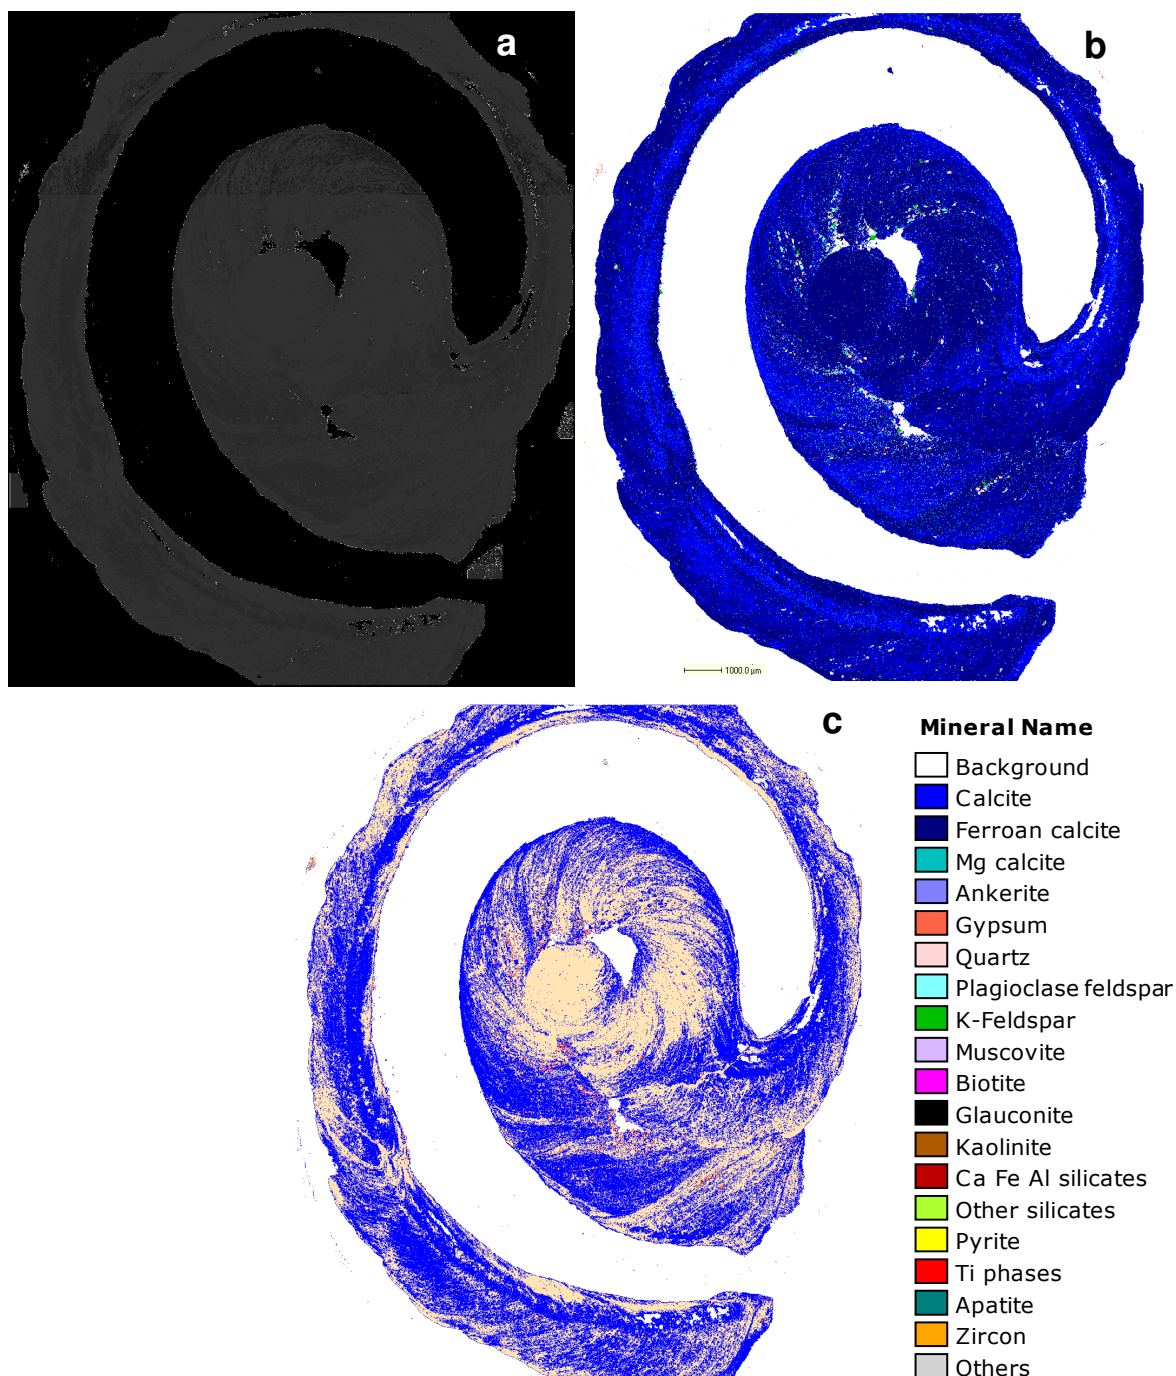 a
b
1000.0 µm
c
Mineral Name
Background
Calcite
Ferroan calcite
Mg calcite
Ankerite
Gypsum
Quartz
Plagioclase feldspar
K-Feldspar
Muscovite
Biotite
Glauconite
Kaolinite
Ca Fe Al silicates
Other silicates
Pyrite
Ti phases
Apatite
Zircon
Others